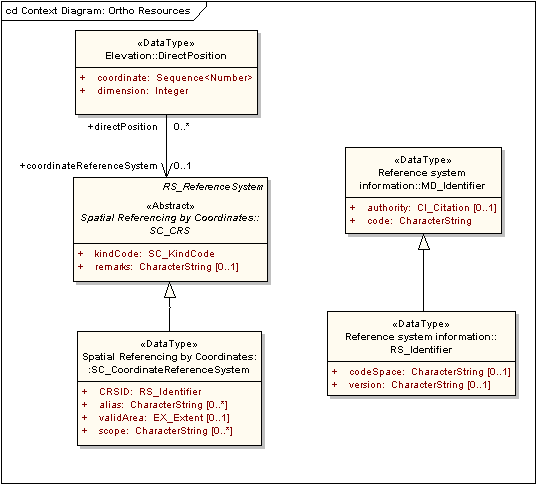 cd Context Diagram: Ortho Resources
«DataType»
Elevation::DirectPosition
+ coordinate: Sequence<Number>
+ dimension: Integer
+directPosition 0..*
+coordinateReferenceSystem 0..1
RS_ReferenceSystem
«Abstract»
Spatial Referencing by Coordinates::
SC_CRS
+ kindCode: SC_KindCode
+ remarks: CharacterString [0..1]
«DataType»
Spatial Referencing by Coordinates:
:SC_CoordinateReferenceSystem
+ CRSID: RS_Identifier
+ alias: CharacterString [0..*]
+ validArea: EX_Extent [0..1]
+ scope: CharacterString [0..*]
«DataType»
Reference system
information::MD_Identifier
+ authority: CI_Citation [0..1]
+ code: CharacterString
«DataType»
Reference system information::
RS_Identifier
+ codeSpace: CharacterString [0..1]
+ version: CharacterString [0..1]